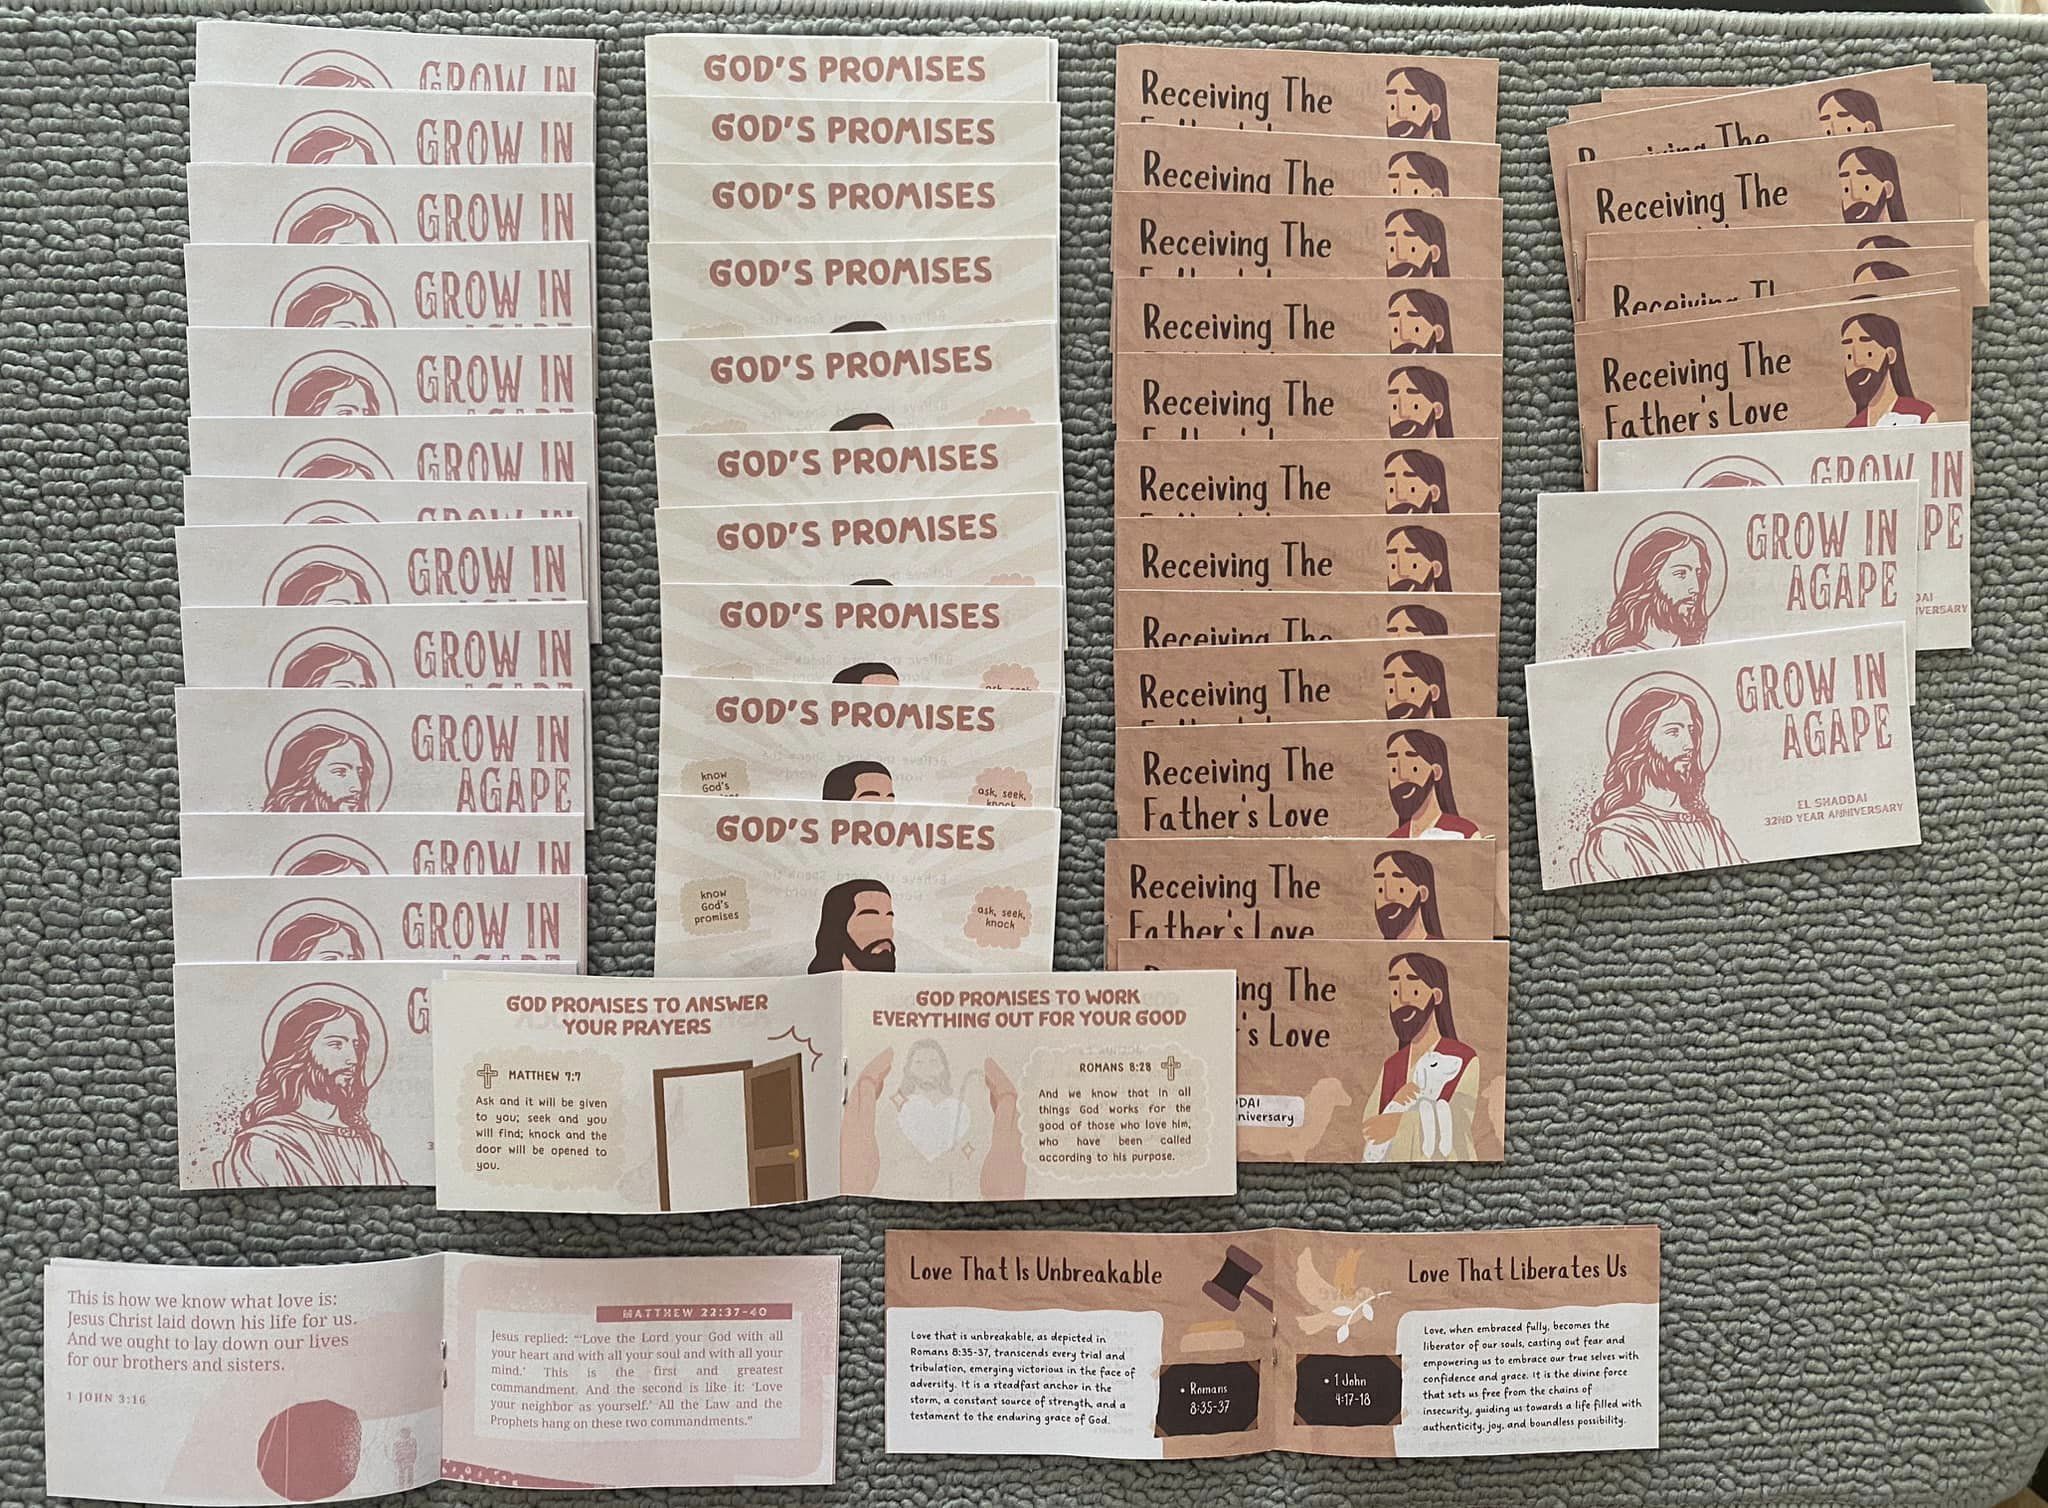 GROW IN
GROW IN
GROW IN
GROW IN
GROW IN
GROW IN
GROW IN
GROW IN
AGAPE
GROW IN
GROW IN
AGAPE
GROW IN
GROW IN
GOD'S PROMISES
GOD'S PROMISES
GOD'S PROMISES
GOD'S PROMISES
GOD'S PROMISES
GOD'S PROMISES
GOD'S PROMISES
GOD'S PROMISES
ask, seek,
GOD'S PROMISES
know
God's
ask, seek,
knock
GOD'S PROMISES
know
God's
promises
ask, seek,
knock
Receiving The
Father's
Receiving The
Receiving The
Receiving The
Receiving The
Receiving The
Receiving The
Receiving The
Receiving The
Receiving The
Father's Love
Receiving The
Father's Love
ing The
's Love
DAI
niversary
Receiving The
Receiving The
Receiving The
Receiving The
Father's Love
GROW IN
PE
DAI
IVERSARY
GROW IN
AGAPE
GROW IN
AGAPE
EL SHADDAI
32ND YEAR ANNIVERSARY
GOD PROMISES TO ANSWER
YOUR PRAYERS
MATTHEW 7:7
Ask and it will be given
to you; seek and you
will find; knock and the
door will be opened to
you.
GOD PROMISES TO WORK
EVERYTHING OUT FOR YOUR GOOD
ROMANS 8:28
And we know that in all
things God works for the
good of those who love him,
who have been called
according to his purpose.
This is how we know what love is:
Jesus Christ laid down his life for us.
And we ought to lay down our lives
for our brothers and sisters.
1 JOHN 3:16
MATTHEW 22:37-40
Jesus replied: "'Love the Lord your God with all
your heart and with all your soul and with all your
mind.' This is the first and greatest
commandment. And the second is like it: 'Love
your neighbor as yourself.' All the Law and the
Prophets hang on these two commandments."
Love That Is Unbreakable
Love that is unbreakable, as depicted in
Romans 8:35-37, transcends every trial and
tribulation, emerging victorious in the face of
adversity. It is a steadfast anchor in the
storm, a constant source of strength, and a
testament to the enduring grace of God.
• Romans
8:35-37
Love That Liberates Us
• 1 John
4:17-18
Love, when embraced fully, becomes the
liberator of our souls, casting out fear and
empowering us to embrace our true selves with
confidence and grace. It is the divine force
that sets us free from the chains of
insecurity, guiding us towards a life filled with
authenticity, joy, and boundless possibility.